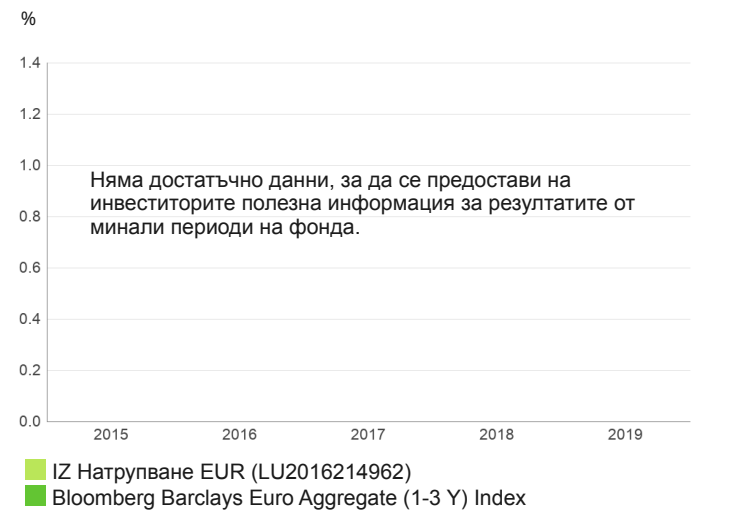 %
1.4
1.2
1.0
Няма достатъчно данни, за да се предостави на
инвеститорите полезна информация за резултатите от
0.8
минали периоди на фонда.
0.6
0.4
0.2
0.0
2015 2016 2017 2018 2019
IZ Натрупване EUR (LU2016214962)
Bloomberg Barclays Euro Aggregate (1-3 Y) Index